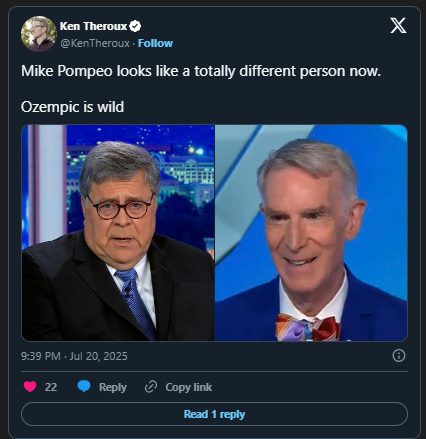 Ken Theroux
@KenTheroux · Follow
Mike Pompeo looks like a totally different person now.
Ozempic is wild
9:39 PM · Jul 20, 2025
22
Reply
Copy link
Read 1 reply